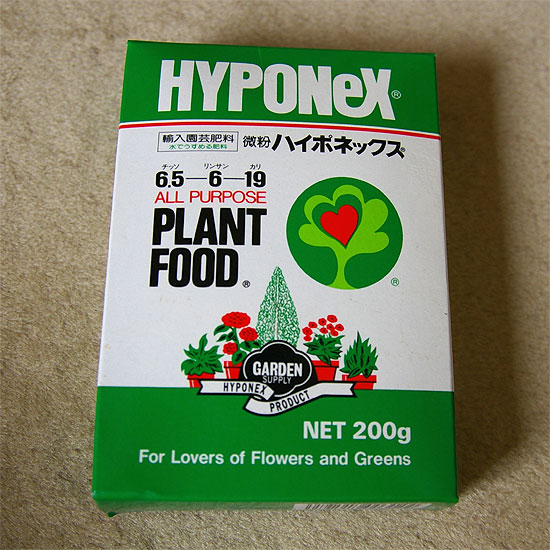 HYPONeX®
輸入園芸肥料
水でうすめる肥料
微粉 ハイポネックス®
チッソ リンサン カリ
6.5—6—19
ALL PURPOSE
PLANT
FOOD®
®
GARDEN
SUPPLY
HYPONEX PRODUCT
NET 200g
For Lovers of Flowers and Greens